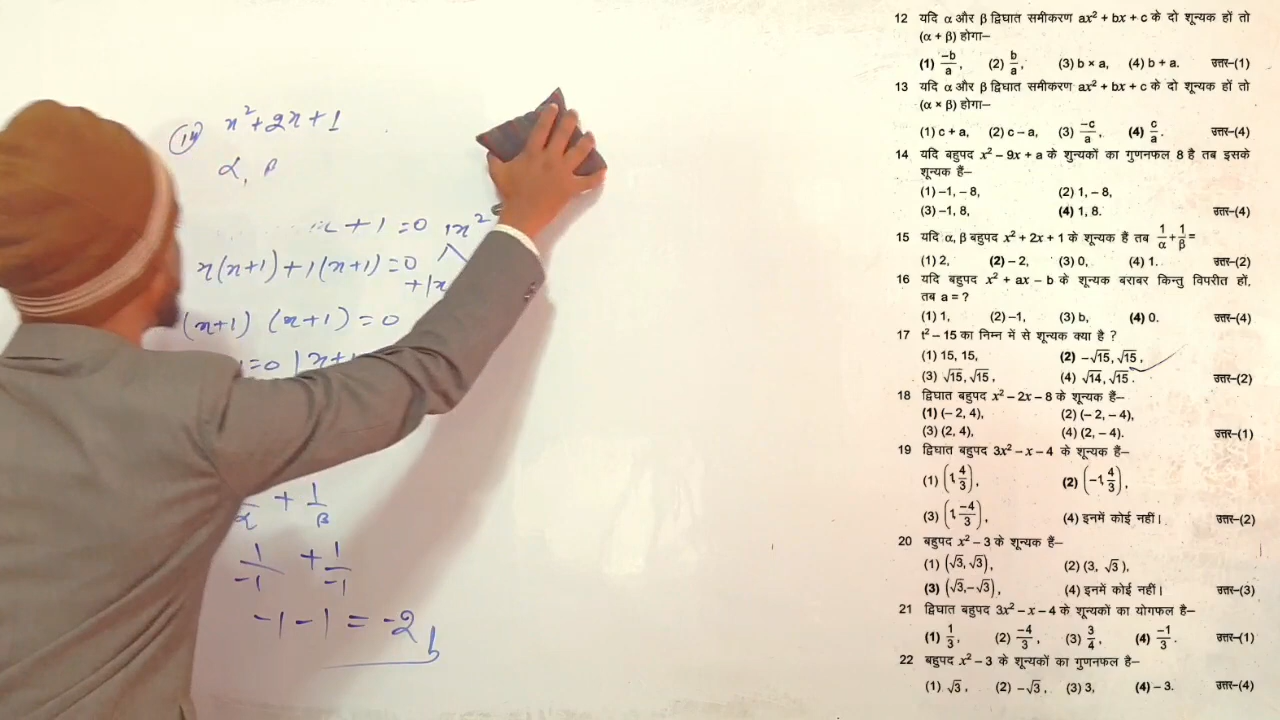 x² + 2x + 1
α, β
+ 1 = 0
x(x+1) + 1(x+1) = 0
+1x
(x+1) (x+1) = 0
1/α + 1/β
1/-1 + 1/-1
-1 - 1 = -2
12 यदि α और β द्विघात समीकरण ax² + bx + c के दो शून्यक हों तो
(α + β) होगा–
(1) -b/a, (2) b/a, (3) b × a, (4) b + a. उत्तर–(1)
13 यदि α और β द्विघात समीकरण ax² + bx + c के दो शून्यक हों तो
(α × β) होगा–
(1) c + a, (2) c – a, (3) -c/a, (4) c/a. उत्तर–(4)
14 यदि बहुपद x² – 9x + a के शुन्यकों का गुणनफल 8 है तब इसके
शून्यक हैं–
(1) –1, – 8, (2) 1, – 8,
(3) –1, 8, (4) 1, 8. उत्तर–(4)
15 यदि α, β बहुपद x² + 2x + 1 के शून्यक हैं तब 1/α + 1/β =
(1) 2, (2) – 2, (3) 0, (4) 1. उत्तर–(2)
16 यदि बहुपद x² + ax – b के शून्यक बराबर किन्तु विपरीत हों,
तब a = ?
(1) 1, (2) –1, (3) b, (4) 0. उत्तर–(4)
17 t² – 15 का निम्न में से शून्यक क्या है ?
(1) 15, 15, (2) –√15, √15,
(3) √15, √15, (4) √14, √15. उत्तर–(2)
18 द्विघात बहुपद x² – 2x – 8 के शून्यक हैं–
(1) (– 2, 4), (2) (– 2, – 4),
(3) (2, 4), (4) (2, – 4). उत्तर–(1)
19 द्विघात बहुपद 3x² – x – 4 के शून्यक हैं–
(1) (1, 4/3), (2) (–1, 4/3),
(3) (1, -4/3), (4) इनमें कोई नहीं। उत्तर–(2)
20 बहुपद x² – 3 के शून्यक हैं–
(1) (√3, √3), (2) (3, √3),
(3) (√3, –√3), (4) इनमें कोई नहीं। उत्तर–(3)
21 द्विघात बहुपद 3x² – x – 4 के शून्यकों का योगफल है–
(1) 1/3, (2) -4/3, (3) 3/4, (4) -1/3. उत्तर–(1)
22 बहुपद x² – 3 के शून्यकों का गुणनफल है–
(1) √3, (2) –√3, (3) 3, (4) – 3. उत्तर–(4)